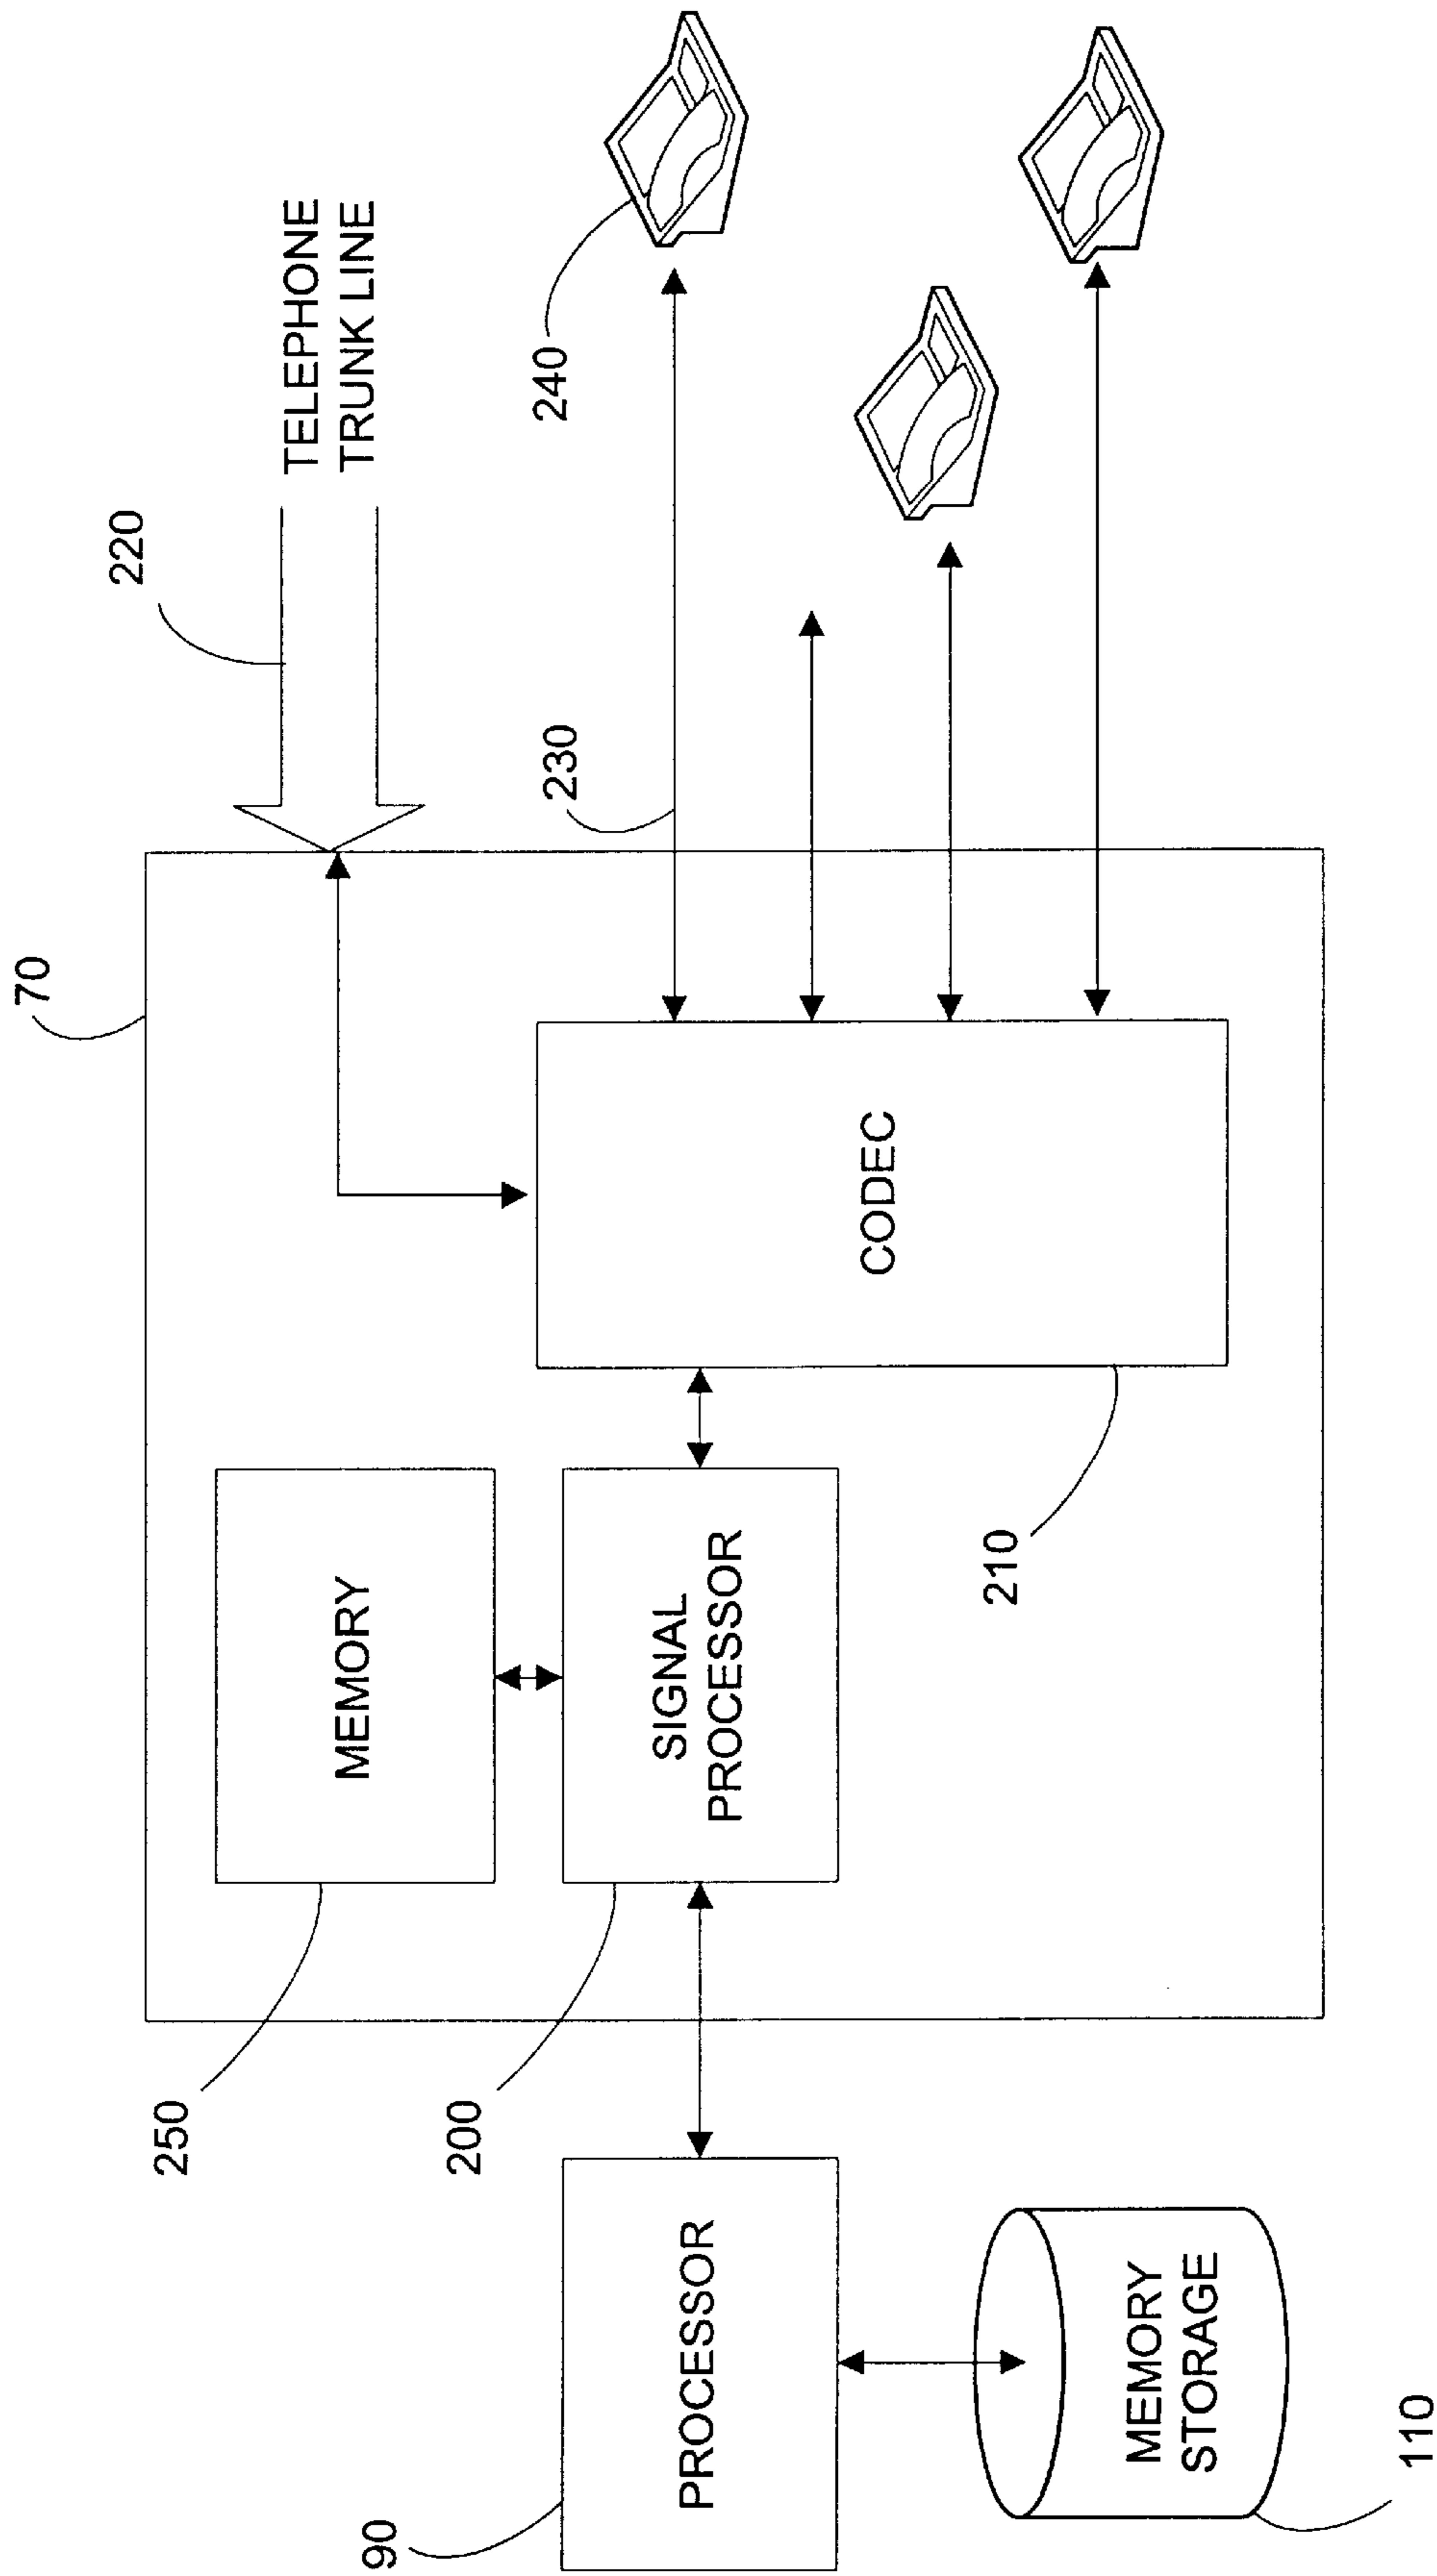 70
220
TELEPHONE
TRUNK LINE
250
MEMORY
230
240
200
SIGNAL
PROCESSOR
CODEC
90
PROCESSOR
210
MEMORY
STORAGE
110